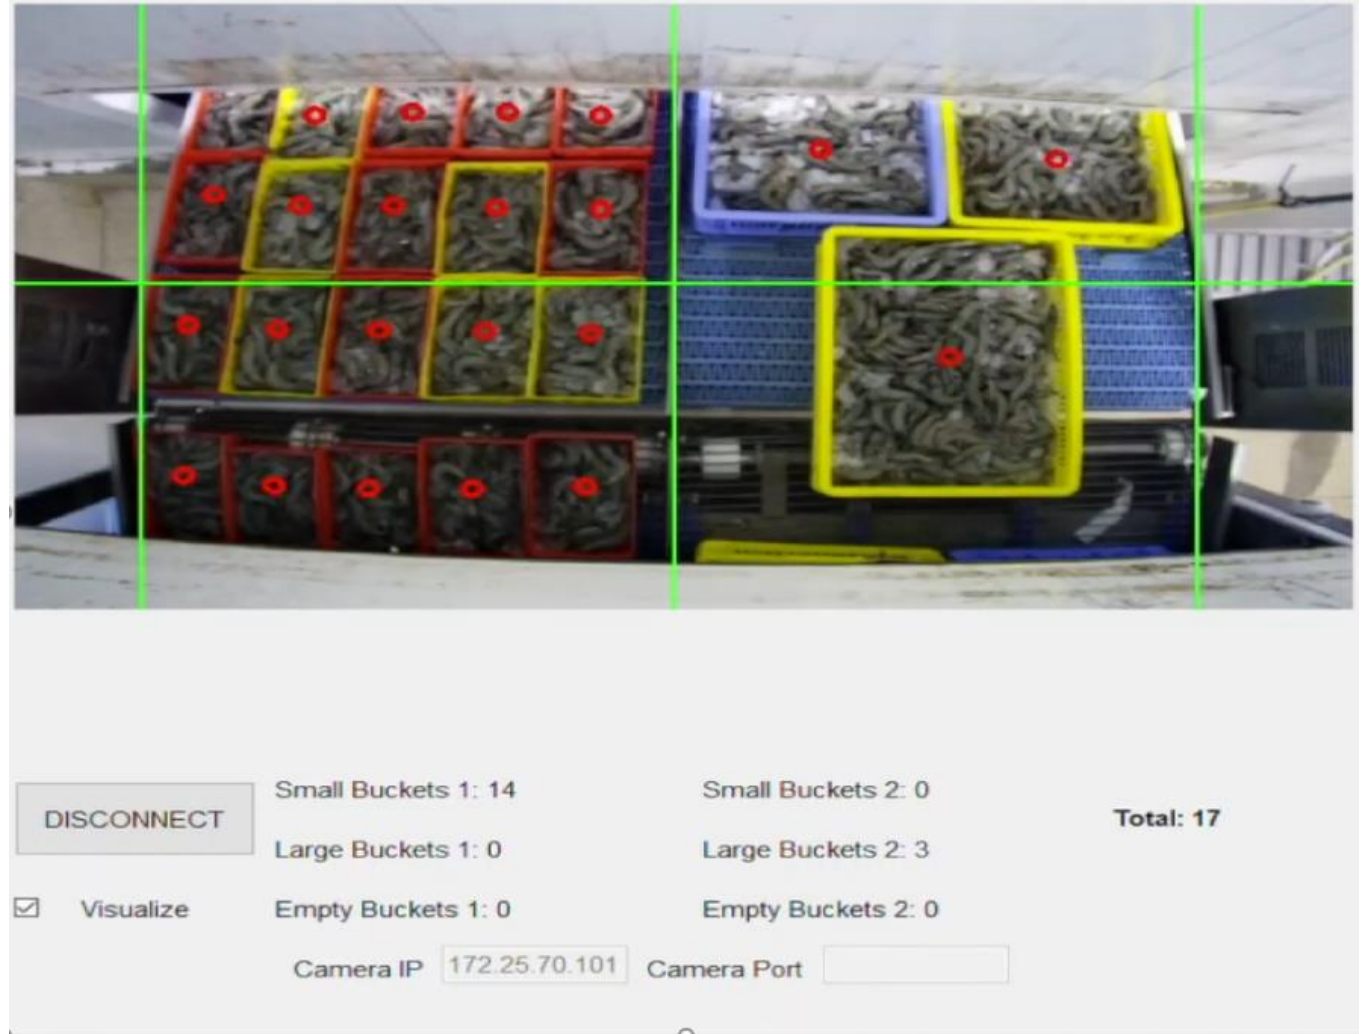 Small Buckets 1: 14
Small Buckets 2: 0
DISCONNECT
Total: 17
Large Buckets 1: 0
Large Buckets 2: 3
Visualize
Empty Buckets 1: 0
Empty Buckets 2: 0
Camera IP 172.25.70.101 Camera Port